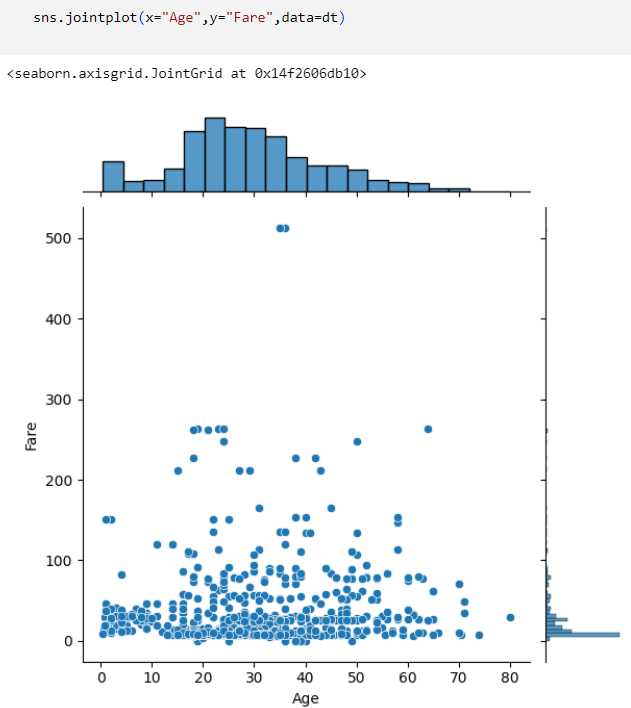 sns.jointplot(x="Age",y="Fare",data=dt)
<seaborn.axisgrid.JointGrid at 0x14f2606db10>
500
400
300
200
100
0
Fare
0 10 20 30 40 50 60 70 80
Age